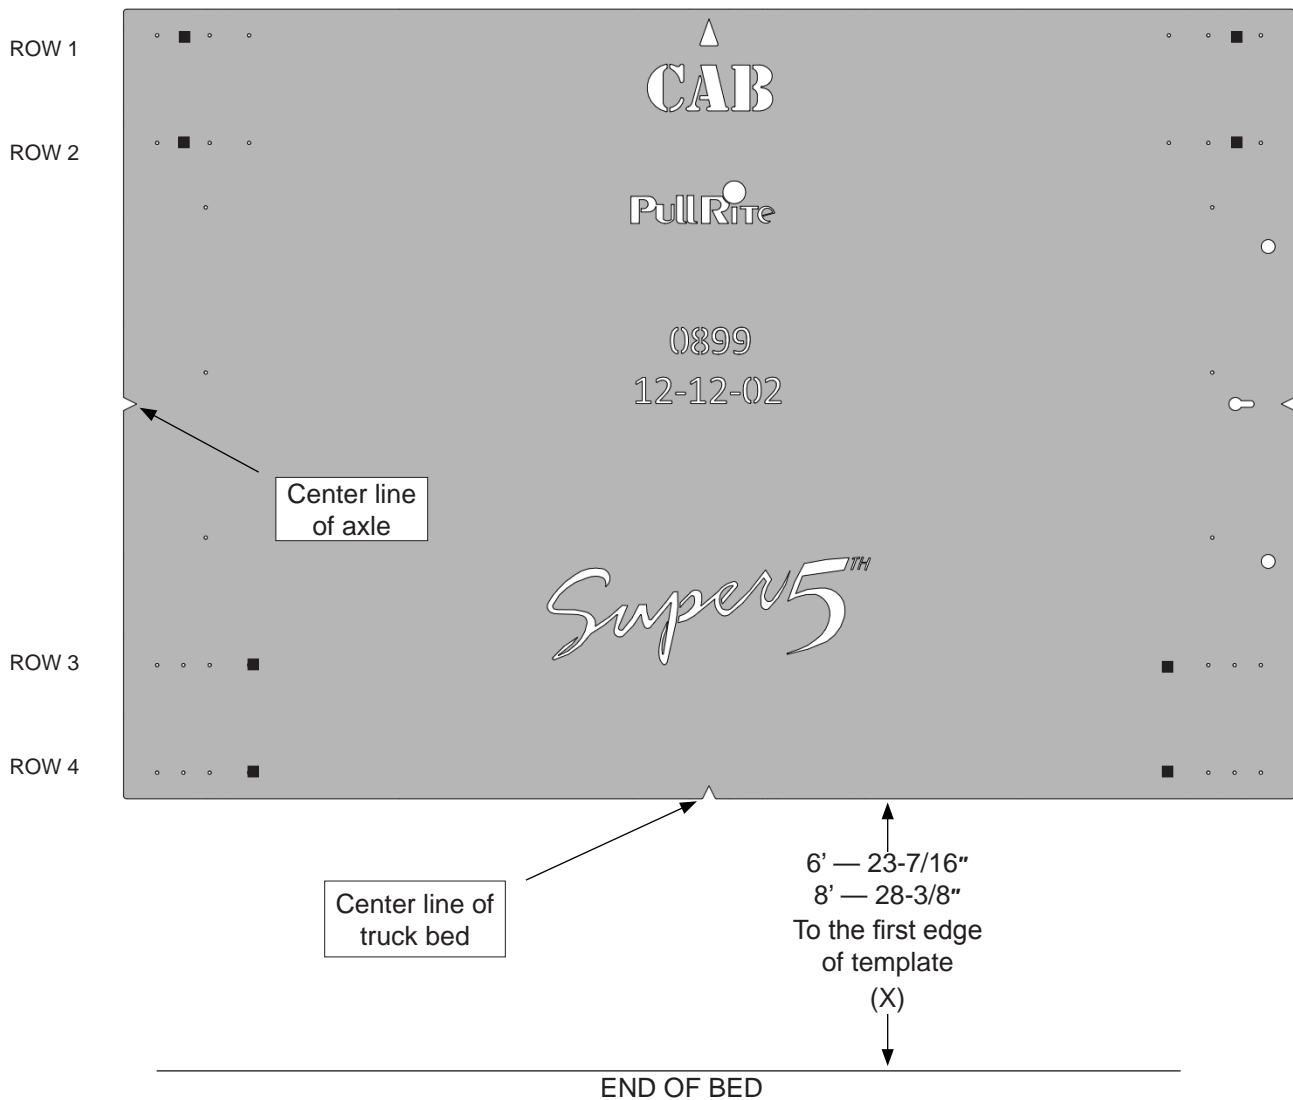 ROW 1
CAB
ROW 2
PullRite
0899
12-12-02
Center line
of axle
Super 5TH
ROW 3
ROW 4
6’ — 23-7/16"
8’ — 28-3/8"
To the first edge
of template
(X)
Center line of
truck bed
END OF BED